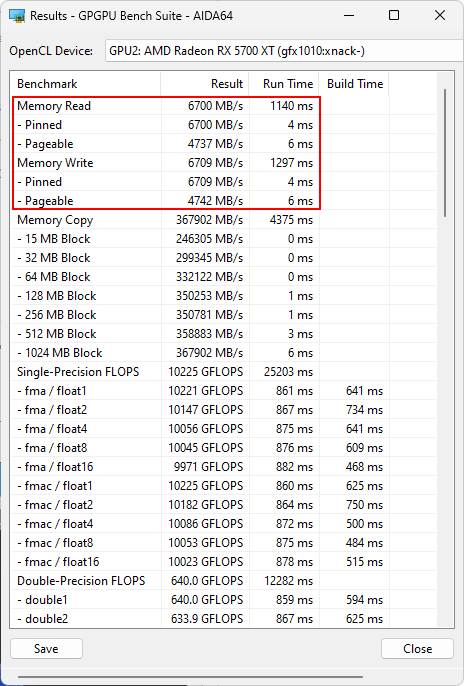 Results - GPGPU Bench Suite - AIDA64
OpenCL Device: GPU2: AMD Radeon RX 5700 XT (gfx1010:xnack-)
Benchmark Result Run Time Build Time
Memory Read 6700 MB/s 1140 ms
- Pinned 6700 MB/s 4 ms
- Pageable 4737 MB/s 6 ms
Memory Write 6709 MB/s 1297 ms
- Pinned 6709 MB/s 4 ms
- Pageable 4742 MB/s 6 ms
Memory Copy 367902 MB/s 4375 ms
- 15 MB Block 246305 MB/s 0 ms
- 32 MB Block 299345 MB/s 0 ms
- 64 MB Block 332122 MB/s 0 ms
- 128 MB Block 350253 MB/s 1 ms
- 256 MB Block 350781 MB/s 1 ms
- 512 MB Block 358883 MB/s 3 ms
- 1024 MB Block 367902 MB/s 6 ms
Single-Precision FLOPS 10225 GFLOPS 25203 ms
- fma / float1 10221 GFLOPS 861 ms 641 ms
- fma / float2 10147 GFLOPS 867 ms 734 ms
- fma / float4 10056 GFLOPS 875 ms 641 ms
- fma / float8 10045 GFLOPS 876 ms 609 ms
- fma / float16 9971 GFLOPS 882 ms 468 ms
- fmac / float1 10225 GFLOPS 860 ms 625 ms
- fmac / float2 10182 GFLOPS 864 ms 750 ms
- fmac / float4 10086 GFLOPS 872 ms 500 ms
- fmac / float8 10053 GFLOPS 875 ms 484 ms
- fmac / float16 10023 GFLOPS 878 ms 515 ms
Double-Precision FLOPS 640.0 GFLOPS 12282 ms
- double1 640.0 GFLOPS 859 ms 594 ms
- double2 633.9 GFLOPS 867 ms 625 ms
Save Close